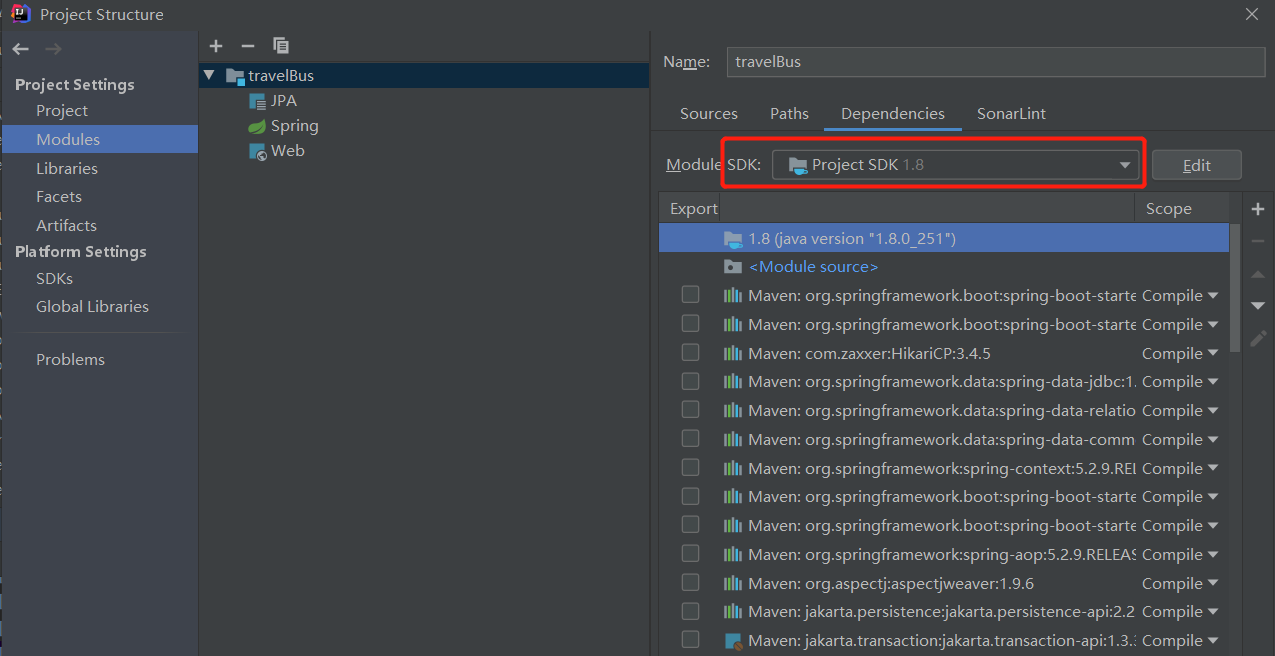 Project Structure
Project Settings
Project
Modules
Libraries
Facets
Artifacts
Platform Settings
SDKs
Global Libraries
Problems
travelBus
JPA
Spring
Web
Name: travelBus
Sources Paths Dependencies SonarLint
Module SDK: Project SDK 1.8 Edit
Export Scope
1.8 (java version "1.8.0_251")
<Module source>
Maven: org.springframework.boot:spring-boot-starte Compile
Maven: org.springframework.boot:spring-boot-starte Compile
Maven: com.zaxxer:HikariCP:3.4.5 Compile
Maven: org.springframework.data:spring-data-jdbc:1. Compile
Maven: org.springframework.data:spring-data-relatio Compile
Maven: org.springframework.data:spring-data-comm Compile
Maven: org.springframework:spring-context:5.2.9.REL Compile
Maven: org.springframework.boot:spring-boot-starte Compile
Maven: org.springframework.boot:spring-boot-starte Compile
Maven: org.springframework:spring-aop:5.2.9.RELEAS Compile
Maven: org.aspectj:aspectjweaver:1.9.6 Compile
Maven: jakarta.persistence:jakarta.persistence-api:2.2 Compile
Maven: jakarta.transaction:jakarta.transaction-api:1.3. Compile